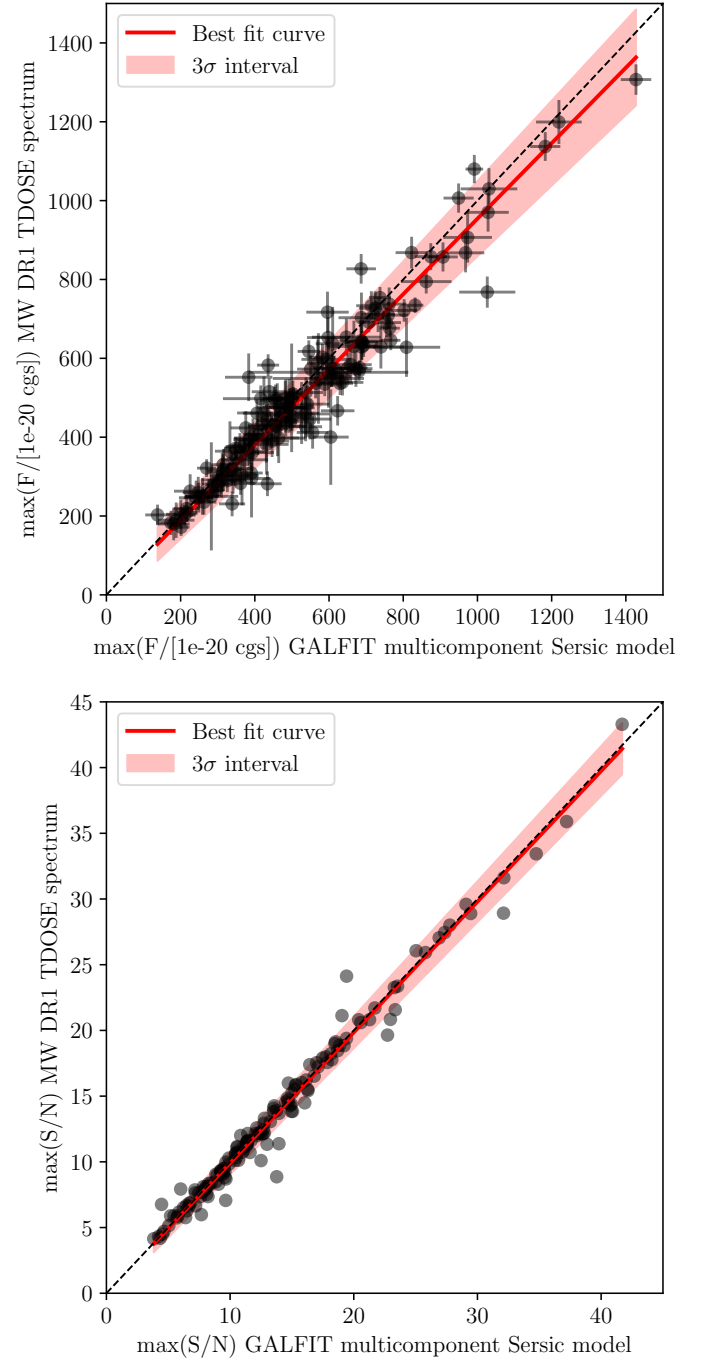 1400
1200
1000
800
600
400
200
0
max(F/[1e-20 cgs]) MW DR1 TDOSE spectrum
Best fit curve
3σ interval
0 200 400 600 800 1000 1200 1400
max(F/[1e-20 cgs]) GALFIT multicomponent Sersic model
45
40
35
30
25
20
15
10
5
0
max(S/N) MW DR1 TDOSE spectrum
Best fit curve
3σ interval
0 10 20 30 40
max(S/N) GALFIT multicomponent Sersic model